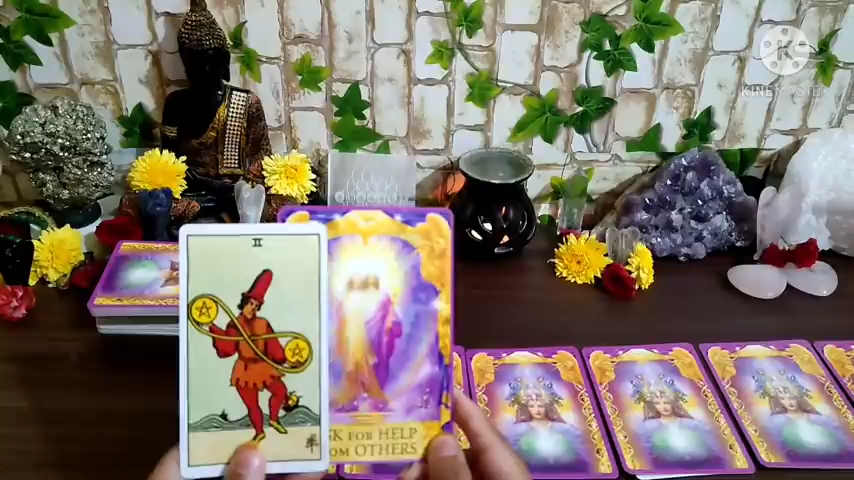 K
KINEMASTER
II
SK FOR HELP
OM OTHERS